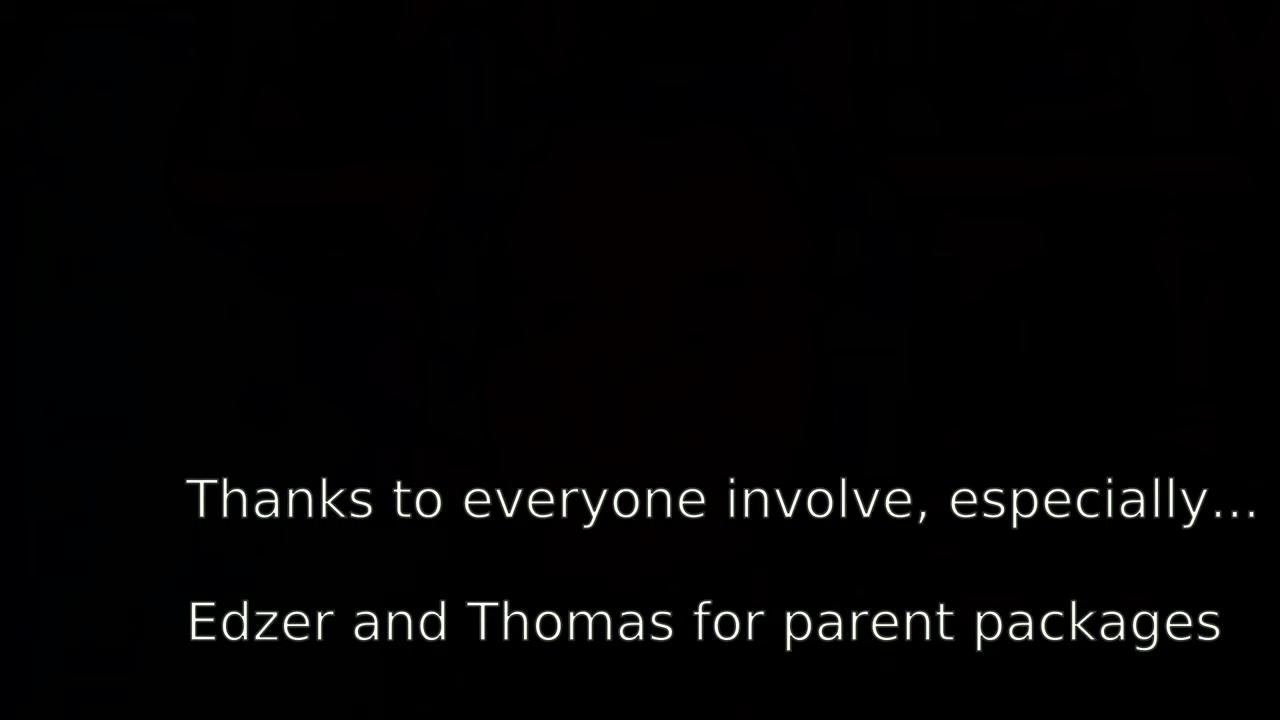 Thanks to everyone involve, especially...
Edzer and Thomas for parent packages